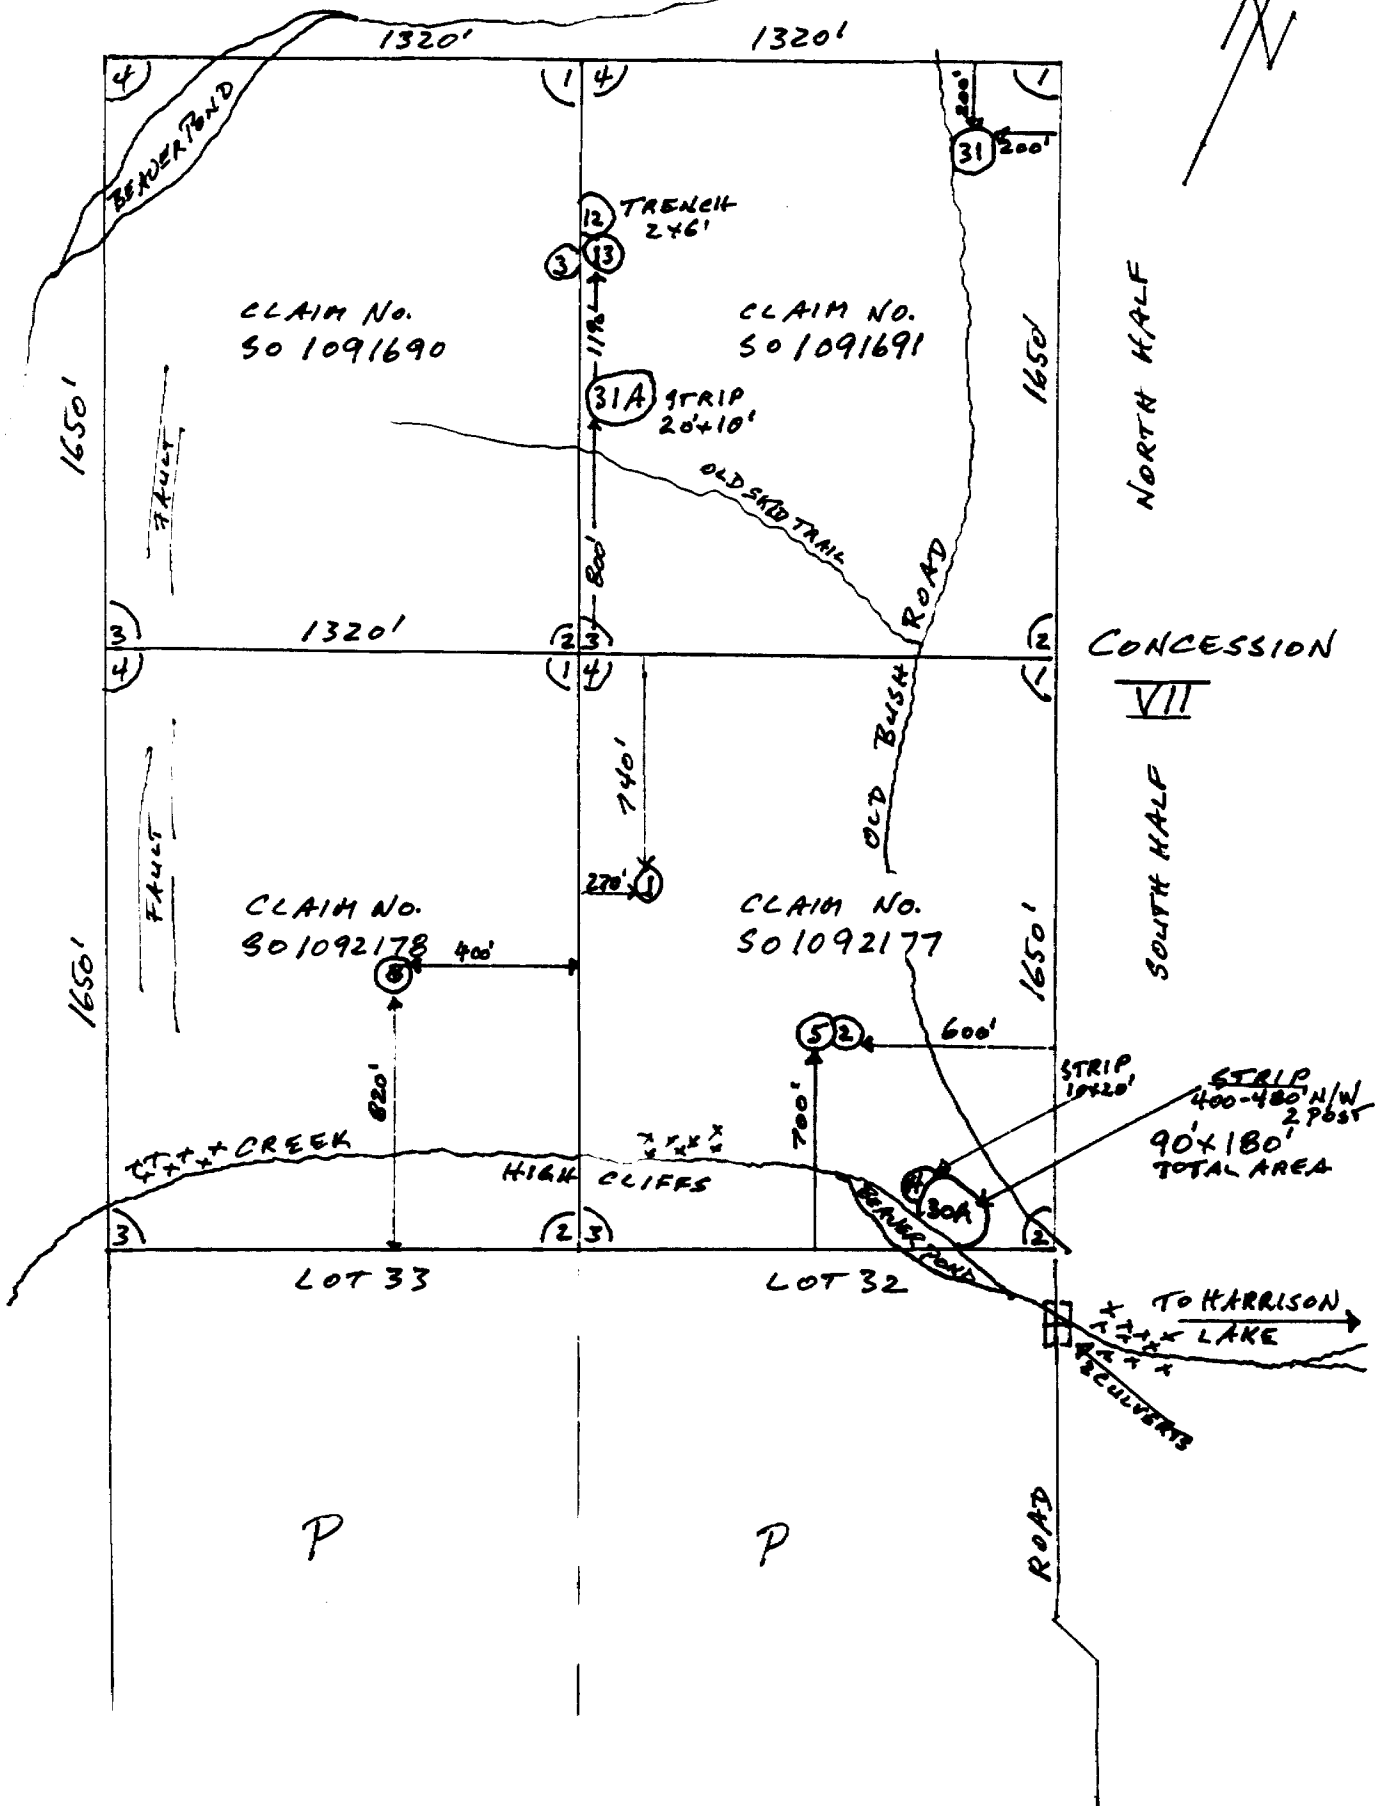 N
1320'
1320'
4
1
4
1
BEAVER POND
200'
31
200'
12
TRENCH
2x6'
3
13
CLAIM No.
SO 1091690
CLAIM No.
SO 1091691
1190'
31A
STRIP
20'x10'
1650'
1650'
NORTH HALF
FAULT
OLD SKID TRAIL
800'
OLD BUSH ROAD
3
1320'
2
3
2
CONCESSION
VII
4
1
4
1
740'
270'
1
FAULT
SOUTH HALF
CLAIM No.
SO1092178
CLAIM No.
SO1092177
400'
1650'
1650'
5
2
600'
820'
700'
STRIP
10x20'
STRIP
400-480' N/W
2 POST
90'x180'
TOTAL AREA
CREEK
HIGH CLIFFS
30A
BEAVER POND
3
2
3
2
LOT 33
LOT 32
TO HARRISON
LAKE
2 CULVERTS
P
P
ROAD